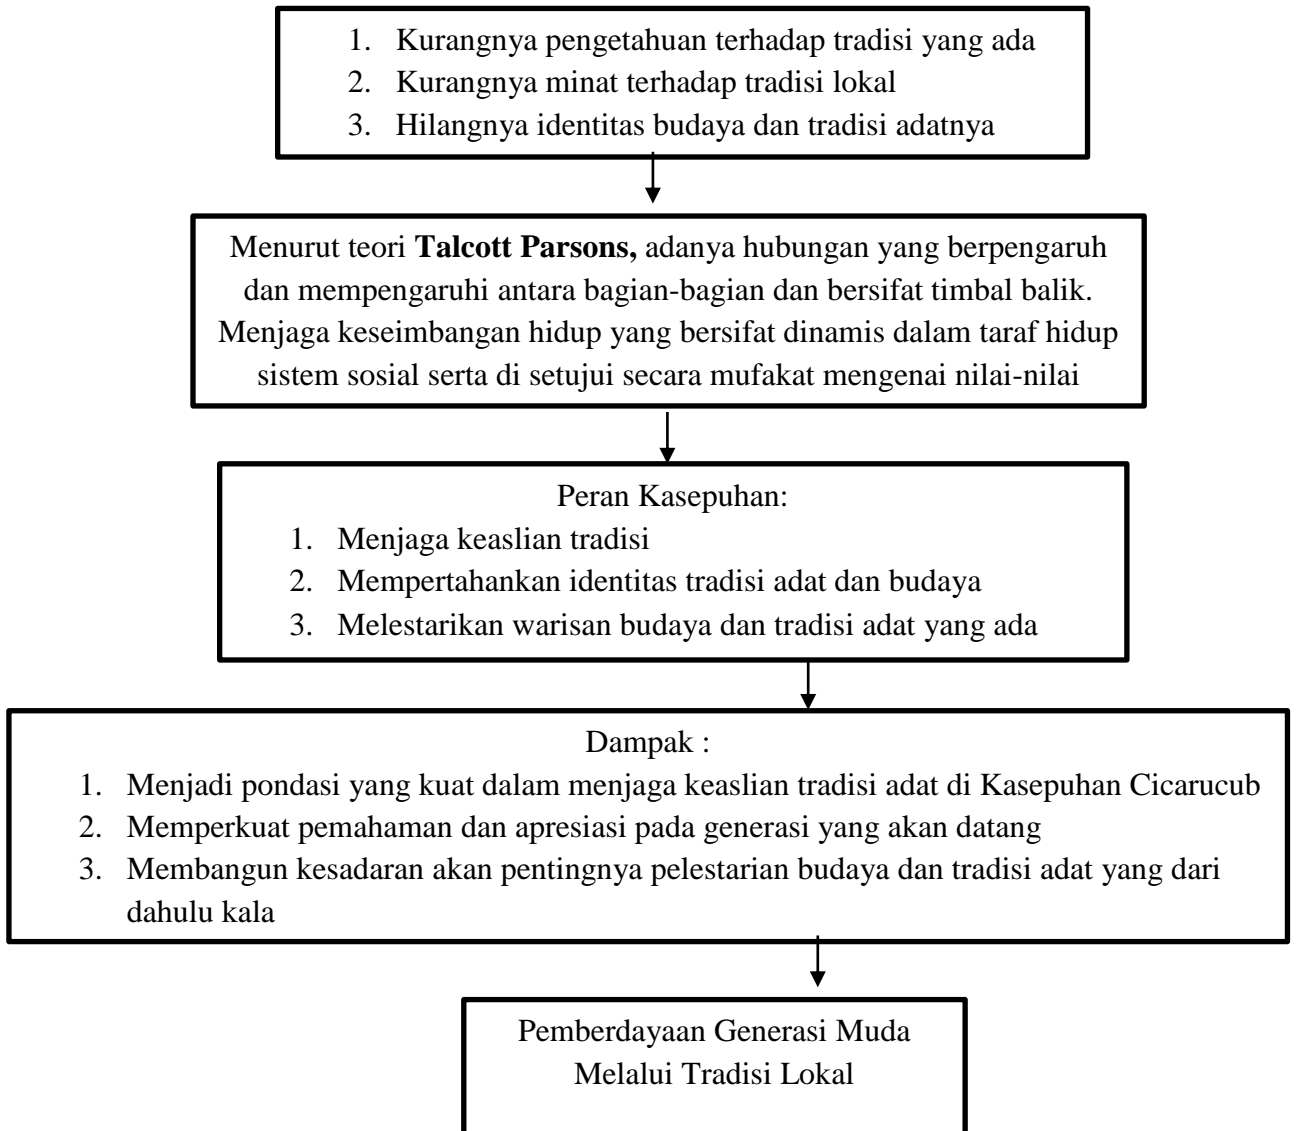 1. Kurangnya pengetahuan terhadap tradisi yang ada
2. Kurangnya minat terhadap tradisi lokal
3. Hilangnya identitas budaya dan tradisi adatnya
Menurut teori Talcott Parsons, adanya hubungan yang berpengaruh
dan mempengaruhi antara bagian-bagian dan bersifat timbal balik.
Menjaga keseimbangan hidup yang bersifat dinamis dalam taraf hidup
sistem sosial serta di setujui secara mufakat mengenai nilai-nilai
Peran Kasepuhan:
1. Menjaga keaslian tradisi
2. Mempertahankan identitas tradisi adat dan budaya
3. Melestarikan warisan budaya dan tradisi adat yang ada
Dampak :
1. Menjadi pondasi yang kuat dalam menjaga keaslian tradisi adat di Kasepuhan Cicarucub
2. Memperkuat pemahaman dan apresiasi pada generasi yang akan datang
3. Membangun kesadaran akan pentingnya pelestarian budaya dan tradisi adat yang dari
dahulu kala
Pemberdayaan Generasi Muda
Melalui Tradisi Lokal